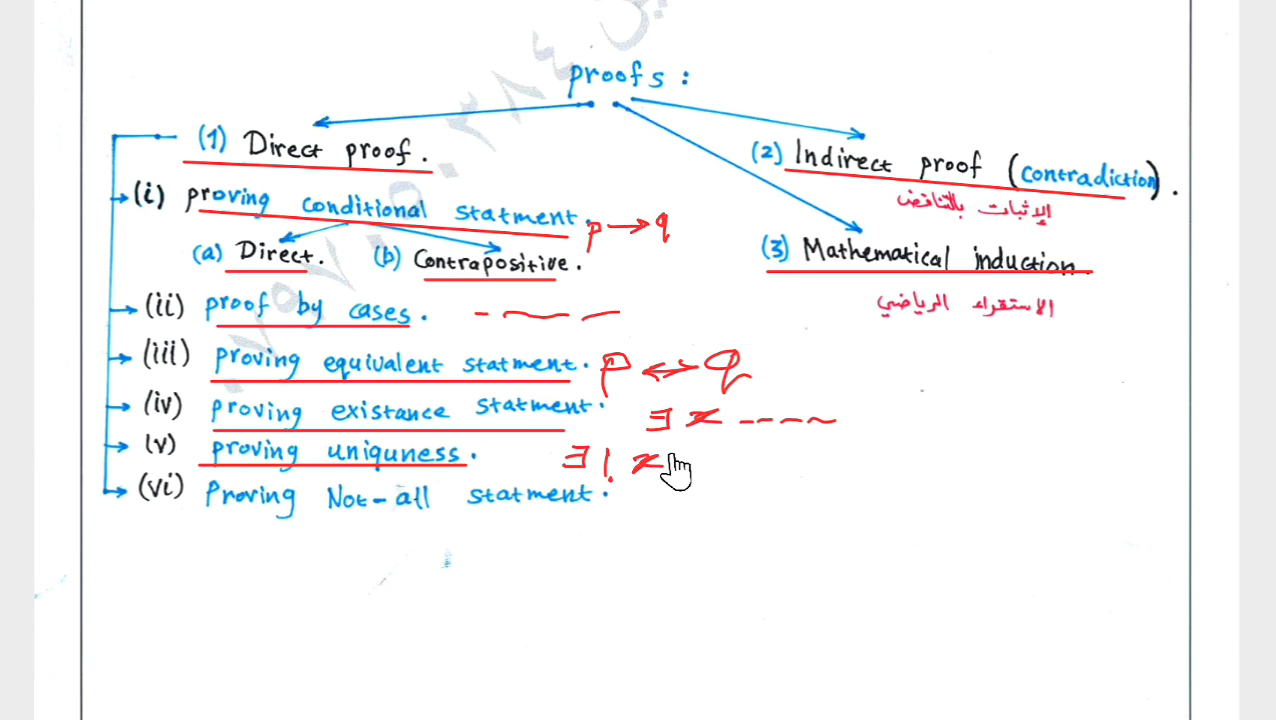 proofs :
(1) Direct proof.
(2) Indirect proof (contradiction).
الإثبات بالتناقض
(i) proving conditional statment. p → q
(a) Direct. (b) Contrapositive.
(3) Mathematical induction.
الاستقراء الرياضي
(ii) proof by cases.
(iii) proving equivalent statment. p ↔ q
(iv) proving existance statment. ∃ x ----
(v) proving uniquness. ∃ ! x
(vi) Proving Not-all statment.